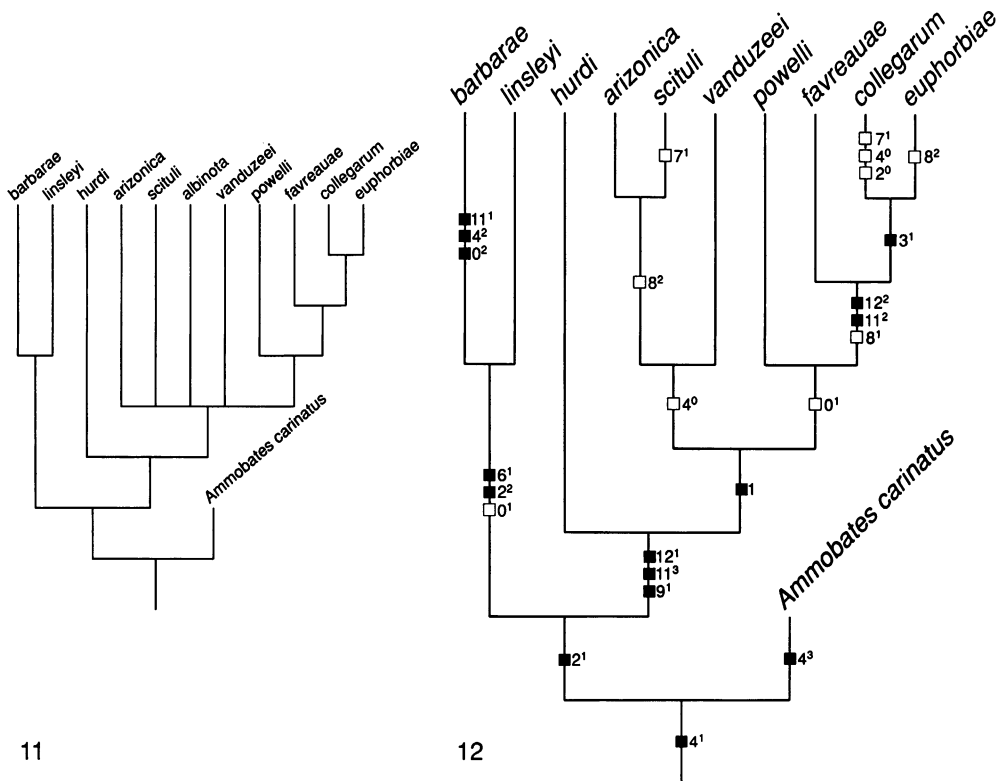 barbarae
linsleyi
hurdi
arizonica
scituli
albinota
vanduzeei
powelli
favreauae
collegarum
euphorbiae
Ammobates carinatus
11
barbarae
linsleyi
hurdi
arizonica
scituli
vanduzeei
powelli
favreauae
collegarum
euphorbiae
7¹
4⁰
2⁰
7¹
8²
11¹
4²
0²
3¹
8²
12²
11²
8¹
4⁰
0¹
6¹
2²
0¹
1
12¹
11³
9¹
Ammobates carinatus
2¹
4³
4¹
12